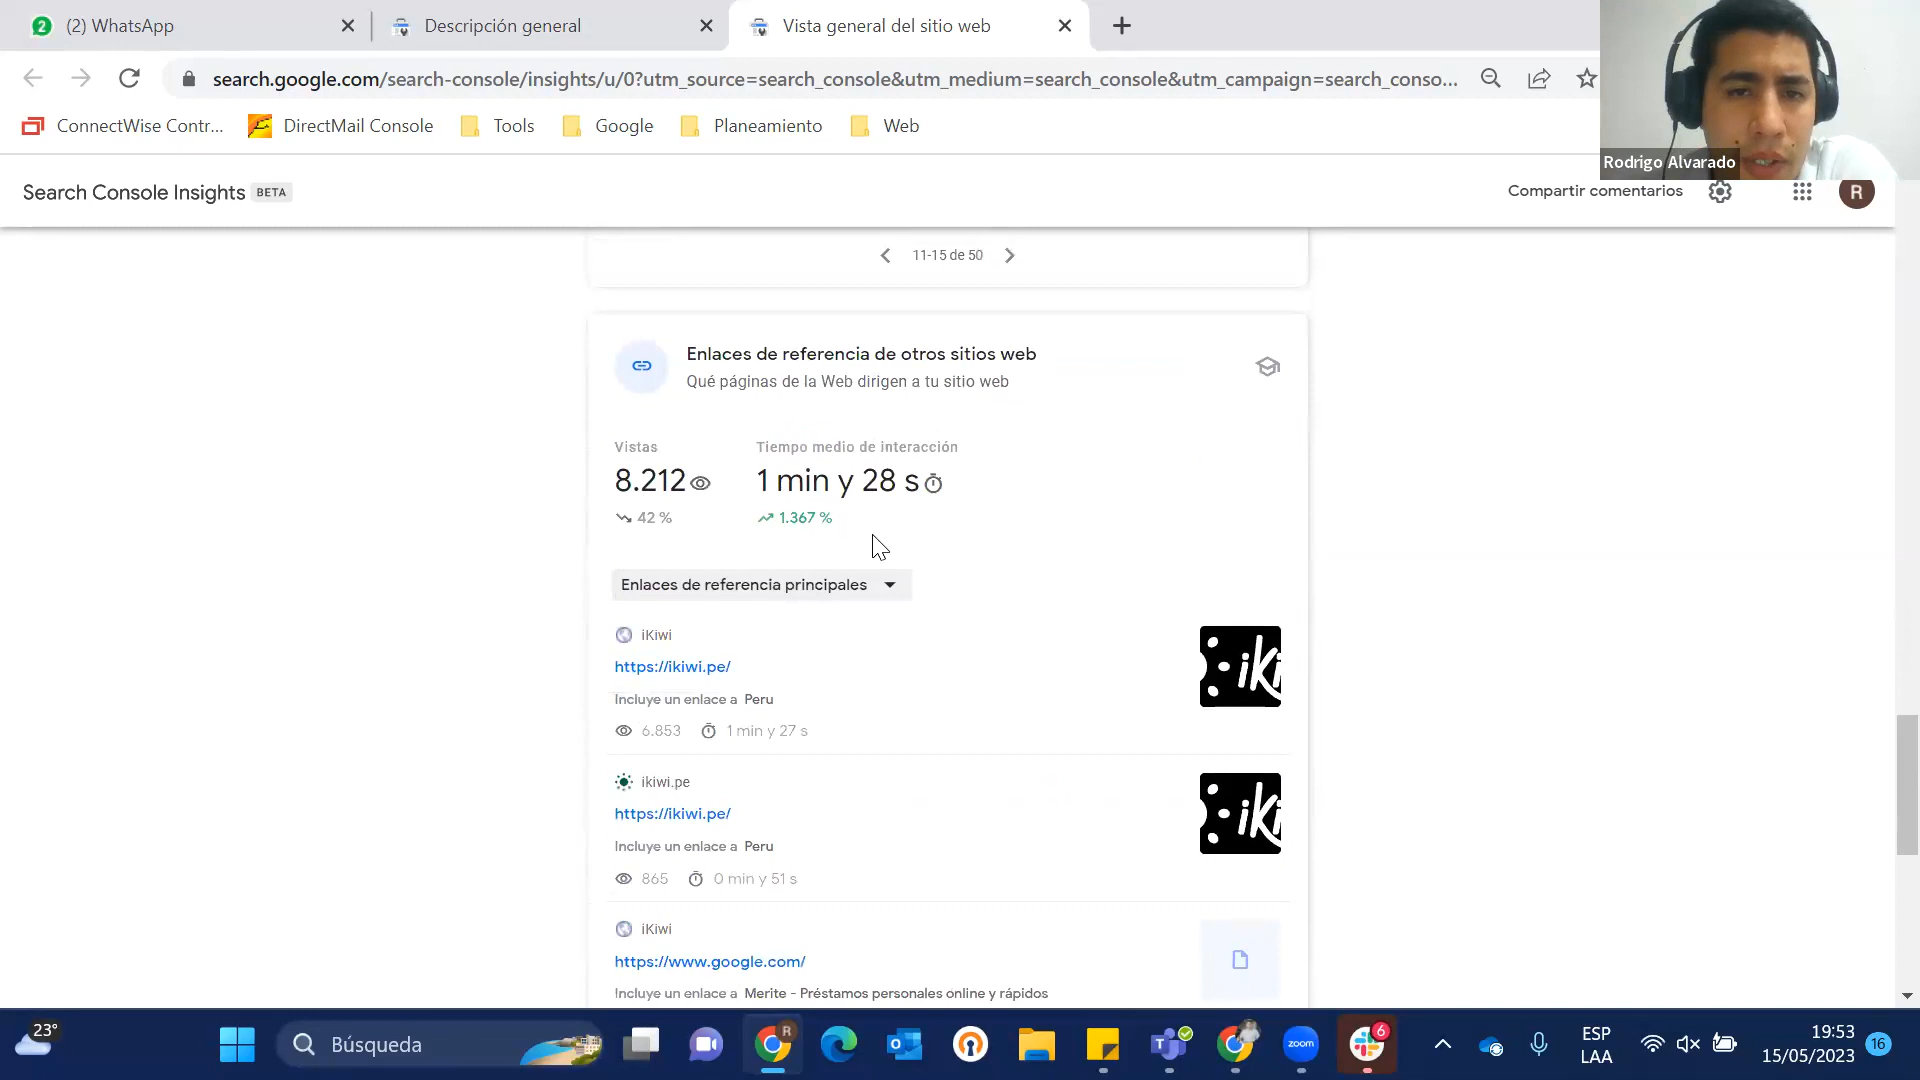 2
(2) WhatsApp
Descripción general
Vista general del sitio web
search.google.com/search-console/insights/u/0?utm_source=search_console&utm_medium=search_console&utm_campaign=search_conso...
ConnectWise Contr...
DirectMail Console
Tools
Google
Planeamiento
Web
Rodrigo Alvarado
Search Console Insights BETA
Compartir comentarios
R
11-15 de 50
Enlaces de referencia de otros sitios web
Qué páginas de la Web dirigen a tu sitio web
Vistas
Tiempo medio de interacción
8.212
1 min y 28 s
42 %
1.367 %
Enlaces de referencia principales
iKiwi
https://ikiwi.pe/
Incluye un enlace a Peru
6.853
1 min y 27 s
iki
ikiwi.pe
https://ikiwi.pe/
Incluye un enlace a Peru
865
0 min y 51 s
iki
iKiwi
https://www.google.com/
Incluye un enlace a Merite - Préstamos personales online y rápidos
23°
Búsqueda
R
zoom
6
ESP
LAA
19:53
15/05/2023
16